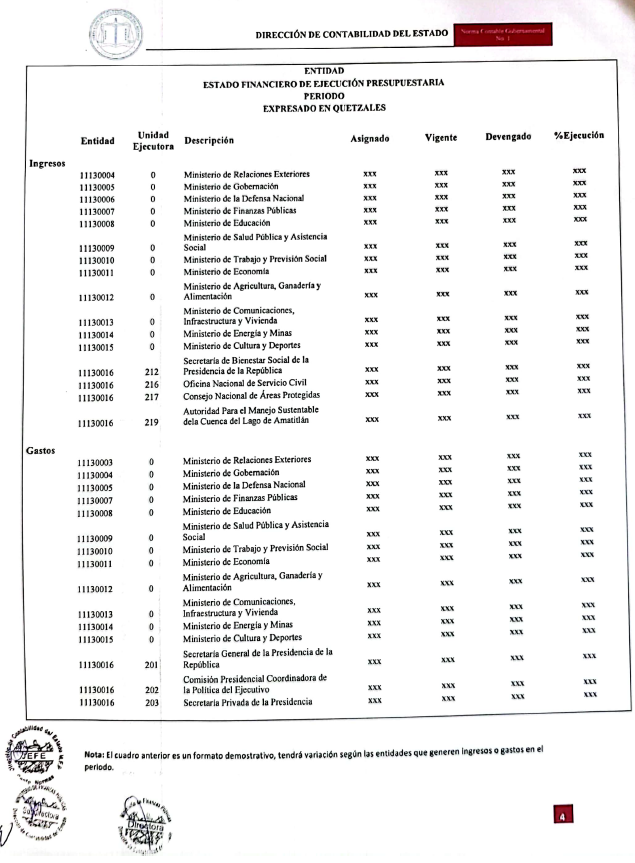 DIRECCIÓN DE CONTABILIDAD DEL ESTADO
Norma Contable Gubernamental
No. 1
ENTIDAD
ESTADO FINANCIERO DE EJECUCIÓN PRESUPUESTARIA
PERIODO
EXPRESADO EN QUETZALES
Entidad Unidad Ejecutora Descripción Asignado Vigente Devengado %Ejecución
Ingresos
11130004 0 Ministerio de Relaciones Exteriores xxx xxx xxx xxx
11130005 0 Ministerio de Gobernación xxx xxx xxx xxx
11130006 0 Ministerio de la Defensa Nacional xxx xxx xxx xxx
11130007 0 Ministerio de Finanzas Públicas xxx xxx xxx xxx
11130008 0 Ministerio de Educación xxx xxx xxx xxx
Ministerio de Salud Pública y Asistencia
11130009 0 Social xxx xxx xxx xxx
11130010 0 Ministerio de Trabajo y Previsión Social xxx xxx xxx xxx
11130011 0 Ministerio de Economía xxx xxx xxx xxx
Ministerio de Agricultura, Ganadería y
11130012 0 Alimentación xxx xxx xxx xxx
Ministerio de Comunicaciones,
11130013 0 Infraestructura y Vivienda xxx xxx xxx xxx
11130014 0 Ministerio de Energía y Minas xxx xxx xxx xxx
11130015 0 Ministerio de Cultura y Deportes xxx xxx xxx xxx
Secretaría de Bienestar Social de la
11130016 212 Presidencia de la República xxx xxx xxx xxx
11130016 216 Oficina Nacional de Servicio Civil xxx xxx xxx xxx
11130016 217 Consejo Nacional de Áreas Protegidas xxx xxx xxx xxx
Autoridad Para el Manejo Sustentable
11130016 219 dela Cuenca del Lago de Amatitlán xxx xxx xxx xxx
Gastos
11130003 0 Ministerio de Relaciones Exteriores xxx xxx xxx xxx
11130004 0 Ministerio de Gobernación xxx xxx xxx xxx
11130005 0 Ministerio de la Defensa Nacional xxx xxx xxx xxx
11130007 0 Ministerio de Finanzas Públicas xxx xxx xxx xxx
11130008 0 Ministerio de Educación xxx xxx xxx xxx
Ministerio de Salud Pública y Asistencia
11130009 0 Social xxx xxx xxx xxx
11130010 0 Ministerio de Trabajo y Previsión Social xxx xxx xxx xxx
11130011 0 Ministerio de Economía xxx xxx xxx xxx
Ministerio de Agricultura, Ganadería y
11130012 0 Alimentación xxx xxx xxx xxx
Ministerio de Comunicaciones,
11130013 0 Infraestructura y Vivienda xxx xxx xxx xxx
11130014 0 Ministerio de Energía y Minas xxx xxx xxx xxx
11130015 0 Ministerio de Cultura y Deportes xxx xxx xxx xxx
Secretaría General de la Presidencia de la
11130016 201 República xxx xxx xxx xxx
Comisión Presidencial Coordinadora de
11130016 202 la Política del Ejecutivo xxx xxx xxx xxx
11130016 203 Secretaría Privada de la Presidencia xxx xxx xxx xxx
Nota: El cuadro anterior es un formato demostrativo, tendrá variación según las entidades que generen ingresos o gastos en el
periodo.
JEFE
Directora
4